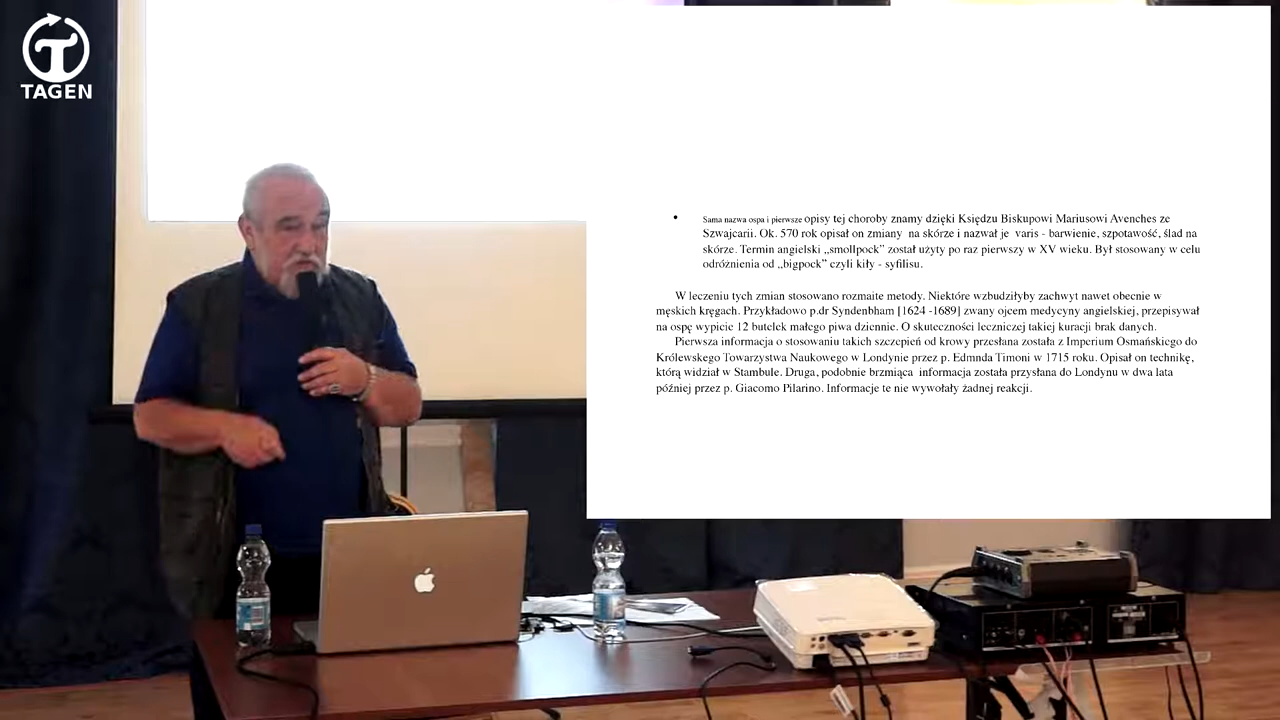 TAGEN
• Sama nazwa ospa i pierwsze opisy tej choroby znamy dzięki Księdzu Biskupowi Mariusowi Avenches ze
Szwajcarii. Ok. 570 rok opisał on zmiany na skórze i nazwał je varis - barwienie, szpotawość, ślad na
skórze. Termin angielski „smollpock” został użyty po raz pierwszy w XV wieku. Był stosowany w celu
odróżnienia od „bigpock” czyli kiły - syfilisu.
W leczeniu tych zmian stosowano rozmaite metody. Niektóre wzbudziłyby zachwyt nawet obecnie w
męskich kręgach. Przykładowo p.dr Syndenbham [1624 -1689] zwany ojcem medycyny angielskiej, przepisywał
na ospę wypicie 12 butelek małego piwa dziennie. O skuteczności leczniczej takiej kuracji brak danych.
Pierwsza informacja o stosowaniu takich szczepień od krowy przesłana została z Imperium Osmańskiego do
Królewskego Towarzystwa Naukowego w Londynie przez p. Edmnda Timoni w 1715 roku. Opisał on technikę,
którą widział w Stambule. Druga, podobnie brzmiąca informacja została przysłana do Londynu w dwa lata
później przez p. Giacomo Pilarino. Informacje te nie wywołały żadnej reakcji.